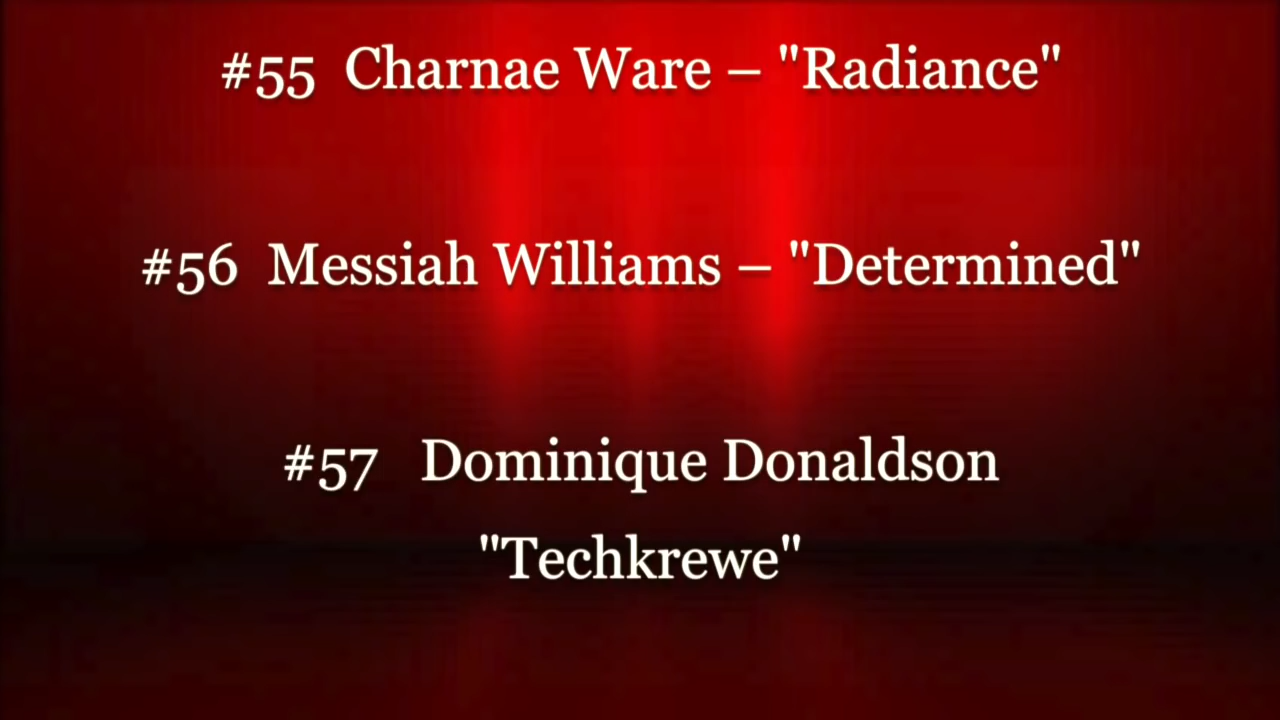 #55 Charnae Ware – "Radiance"
#56 Messiah Williams – "Determined"
#57 Dominique Donaldson
"Techkrewe"